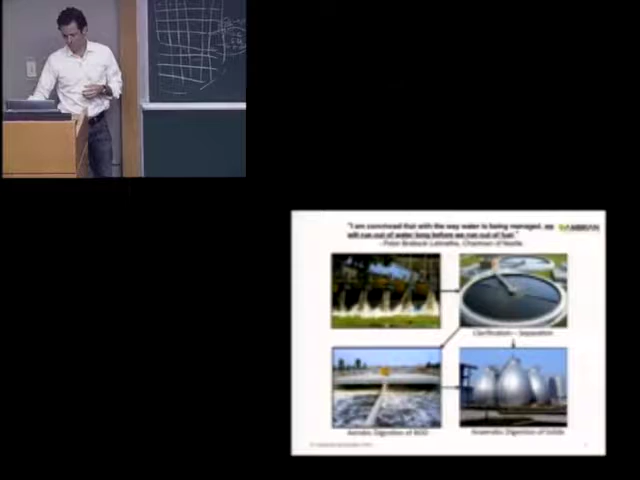 "I am convinced that with the way water is being managed, we
will run out of water long before we run out of fuel."
- Peter Brabeck-Letmathe, Chairman of Nestle
CAMBRIAN
Clarification - Separation
Aerobic Digestion of BOD
Anaerobic Digestion of Solids